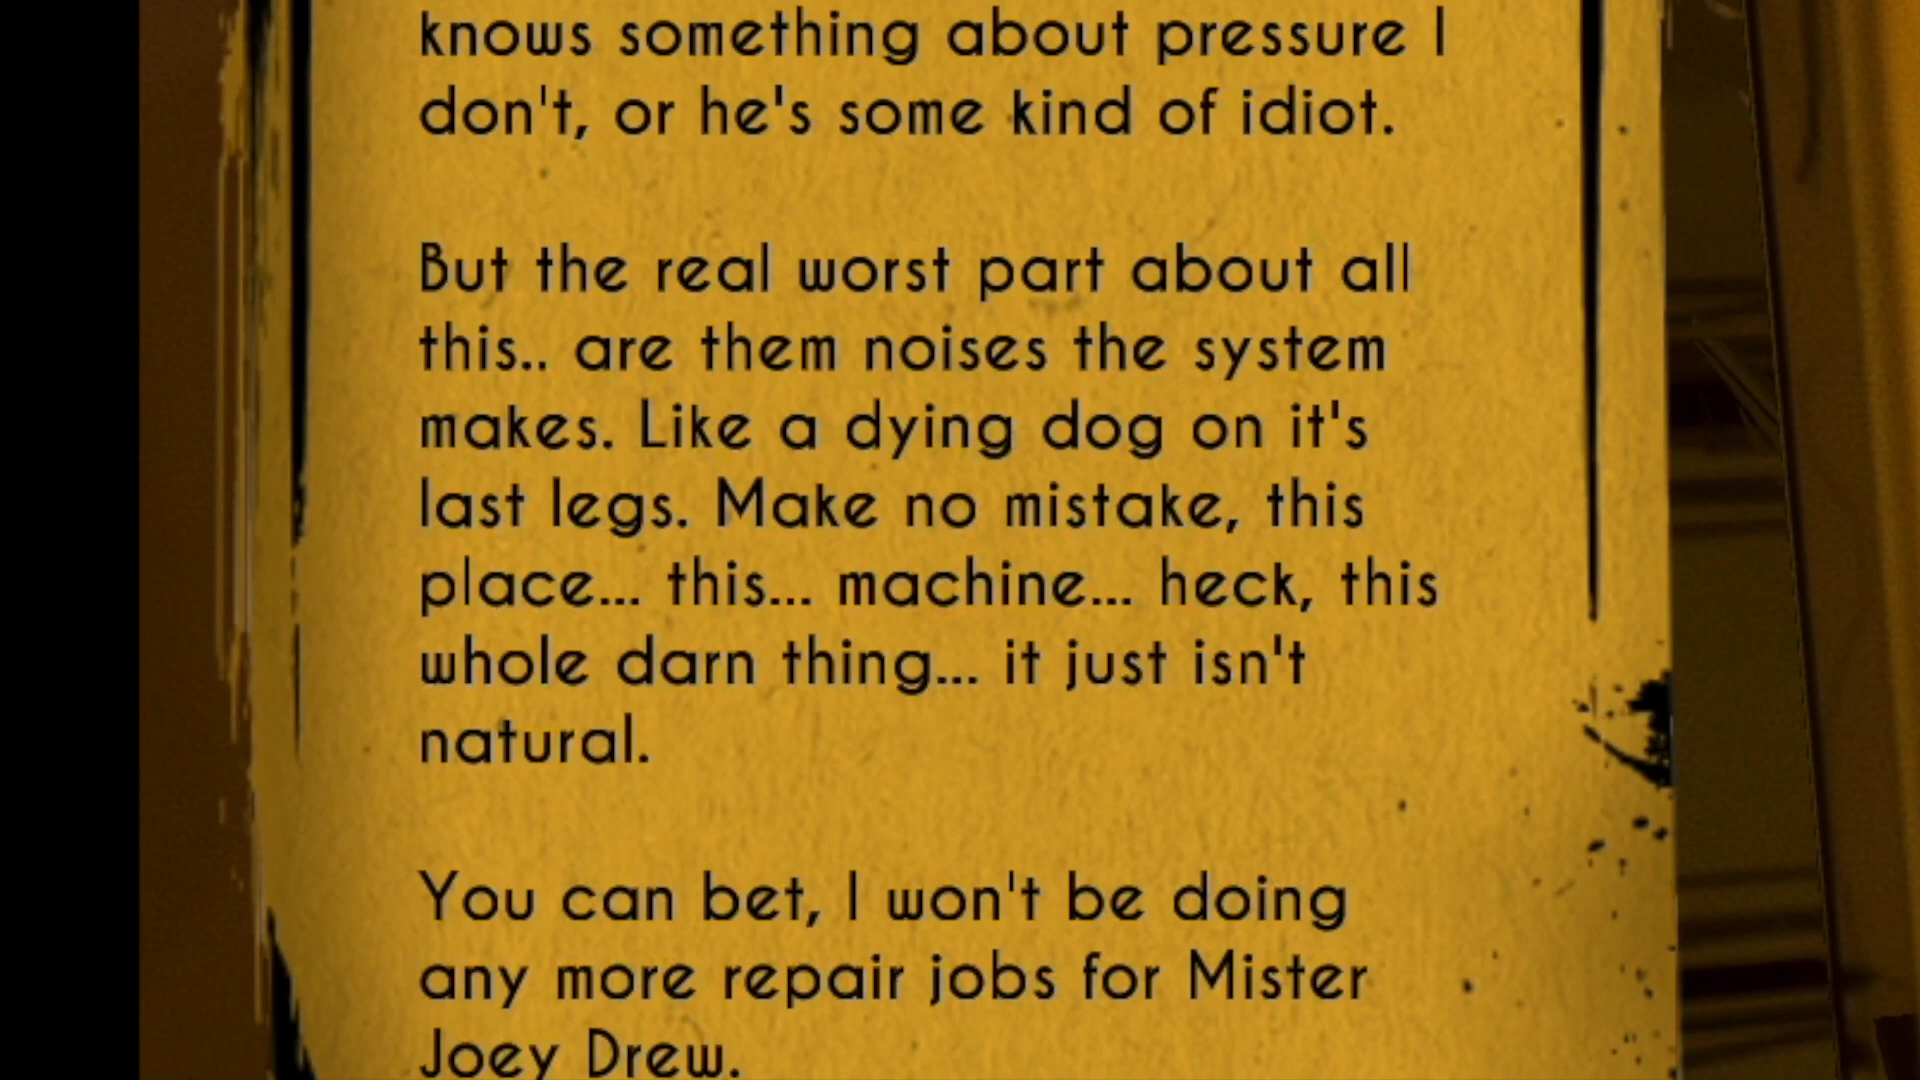 knows something about pressure I
don't, or he's some kind of idiot.
But the real worst part about all
this.. are them noises the system
makes. Like a dying dog on it's
last legs. Make no mistake, this
place... this... machine... heck, this
whole darn thing... it just isn't
natural.
You can bet, I won't be doing
any more repair jobs for Mister
Joey Drew.